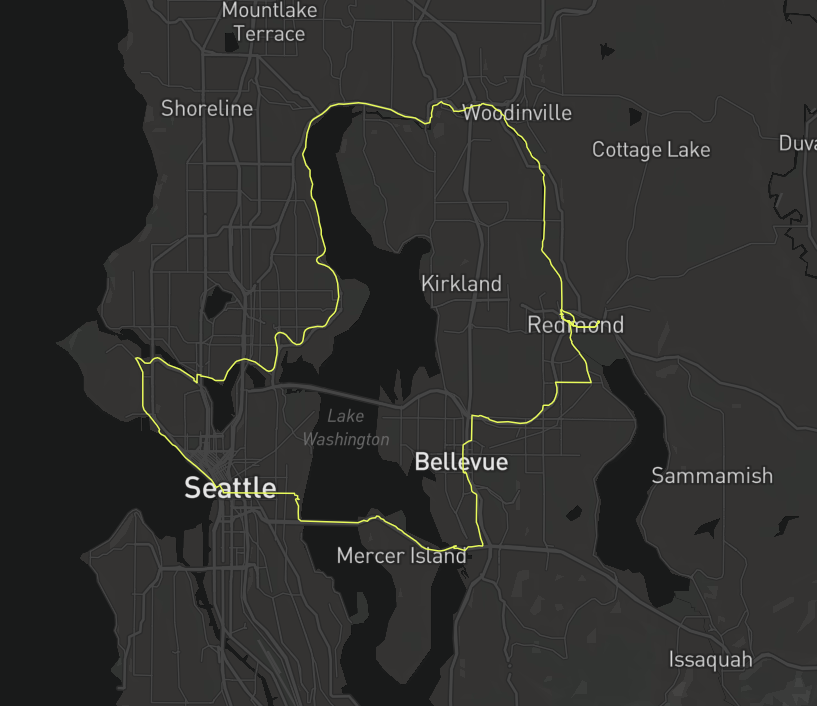 Mountlake
Terrace
Shoreline
Woodinville
Cottage Lake
Duva
Kirkland
Redmond
Lake
Washington
Bellevue
Sammamish
Seattle
Mercer Island
Issaquah